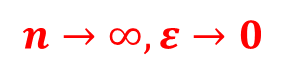 n → ∞, ε → 0